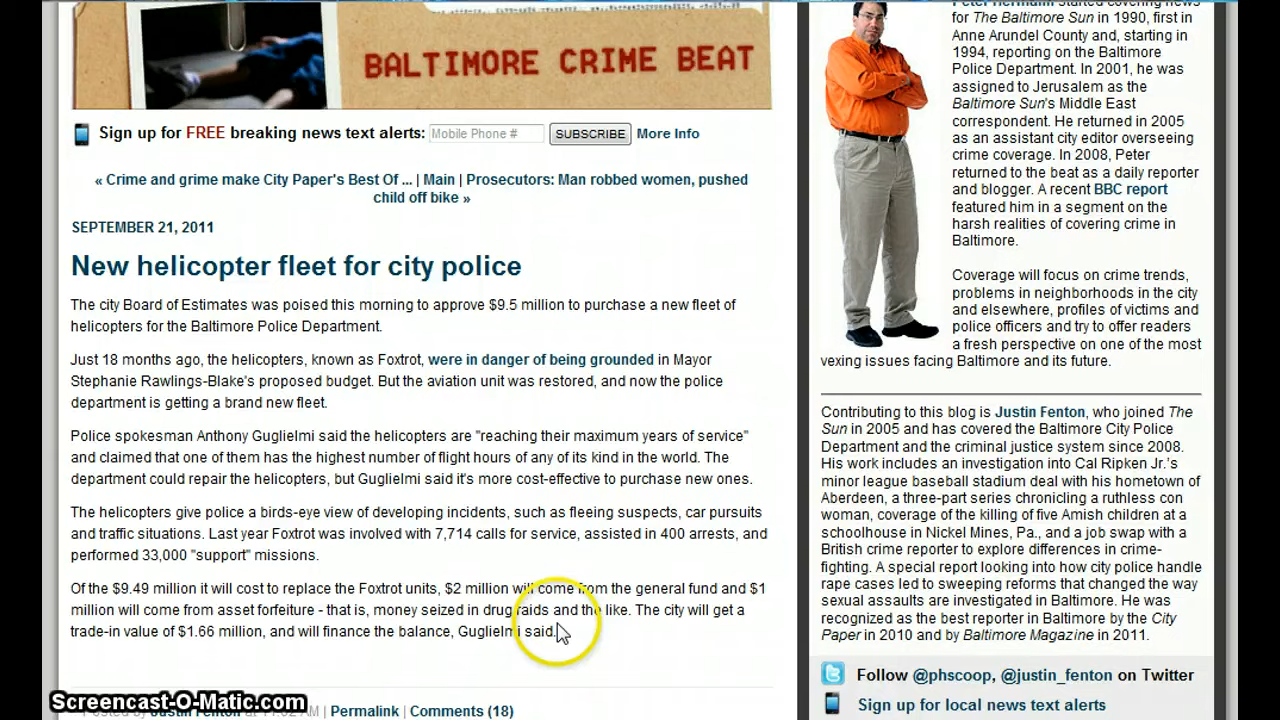 BALTIMORE CRIME BEAT
Sign up for FREE breaking news text alerts: Mobile Phone # SUBSCRIBE More Info
« Crime and grime make City Paper's Best Of ... | Main | Prosecutors: Man robbed women, pushed
child off bike »
SEPTEMBER 21, 2011
New helicopter fleet for city police
The city Board of Estimates was poised this morning to approve $9.5 million to purchase a new fleet of
helicopters for the Baltimore Police Department.
Just 18 months ago, the helicopters, known as Foxtrot, were in danger of being grounded in Mayor
Stephanie Rawlings-Blake's proposed budget. But the aviation unit was restored, and now the police
department is getting a brand new fleet.
Police spokesman Anthony Guglielmi said the helicopters are "reaching their maximum years of service"
and claimed that one of them has the highest number of flight hours of any of its kind in the world. The
department could repair the helicopters, but Guglielmi said it's more cost-effective to purchase new ones.
The helicopters give police a birds-eye view of developing incidents, such as fleeing suspects, car pursuits
and traffic situations. Last year Foxtrot was involved with 7,714 calls for service, assisted in 400 arrests, and
performed 33,000 "support" missions.
Of the $9.49 million it will cost to replace the Foxtrot units, $2 million will come from the general fund and $1
million will come from asset forfeiture - that is, money seized in drug raids and the like. The city will get a
trade-in value of $1.66 million, and will finance the balance, Guglielmi said.
Posted by Justin Fenton at 11:02 AM | Permalink | Comments (18)
Peter Hermann started covering news
for The Baltimore Sun in 1990, first in
Anne Arundel County and, starting in
1994, reporting on the Baltimore
Police Department. In 2001, he was
assigned to Jerusalem as the
Baltimore Sun's Middle East
correspondent. He returned in 2005
as an assistant city editor overseeing
crime coverage. In 2008, Peter
returned to the beat as a daily reporter
and blogger. A recent BBC report
featured him in a segment on the
harsh realities of covering crime in
Baltimore.
Coverage will focus on crime trends,
problems in neighborhoods in the city
and elsewhere, profiles of victims and
police officers and try to offer readers
a fresh perspective on one of the most
vexing issues facing Baltimore and its future.
Contributing to this blog is Justin Fenton, who joined The
Sun in 2005 and has covered the Baltimore City Police
Department and the criminal justice system since 2008.
His work includes an investigation into Cal Ripken Jr.'s
minor league baseball stadium deal with his hometown of
Aberdeen, a three-part series chronicling a ruthless con
woman, coverage of the killing of five Amish children at a
schoolhouse in Nickel Mines, Pa., and a job swap with a
British crime reporter to explore differences in crime-
fighting. A special report looking into how city police handle
rape cases led to sweeping reforms that changed the way
sexual assaults are investigated in Baltimore. He was
recognized as the best reporter in Baltimore by the City
Paper in 2010 and by Baltimore Magazine in 2011.
Follow @phscoop, @justin_fenton on Twitter
Sign up for local news text alerts
Screencast-O-Matic.com